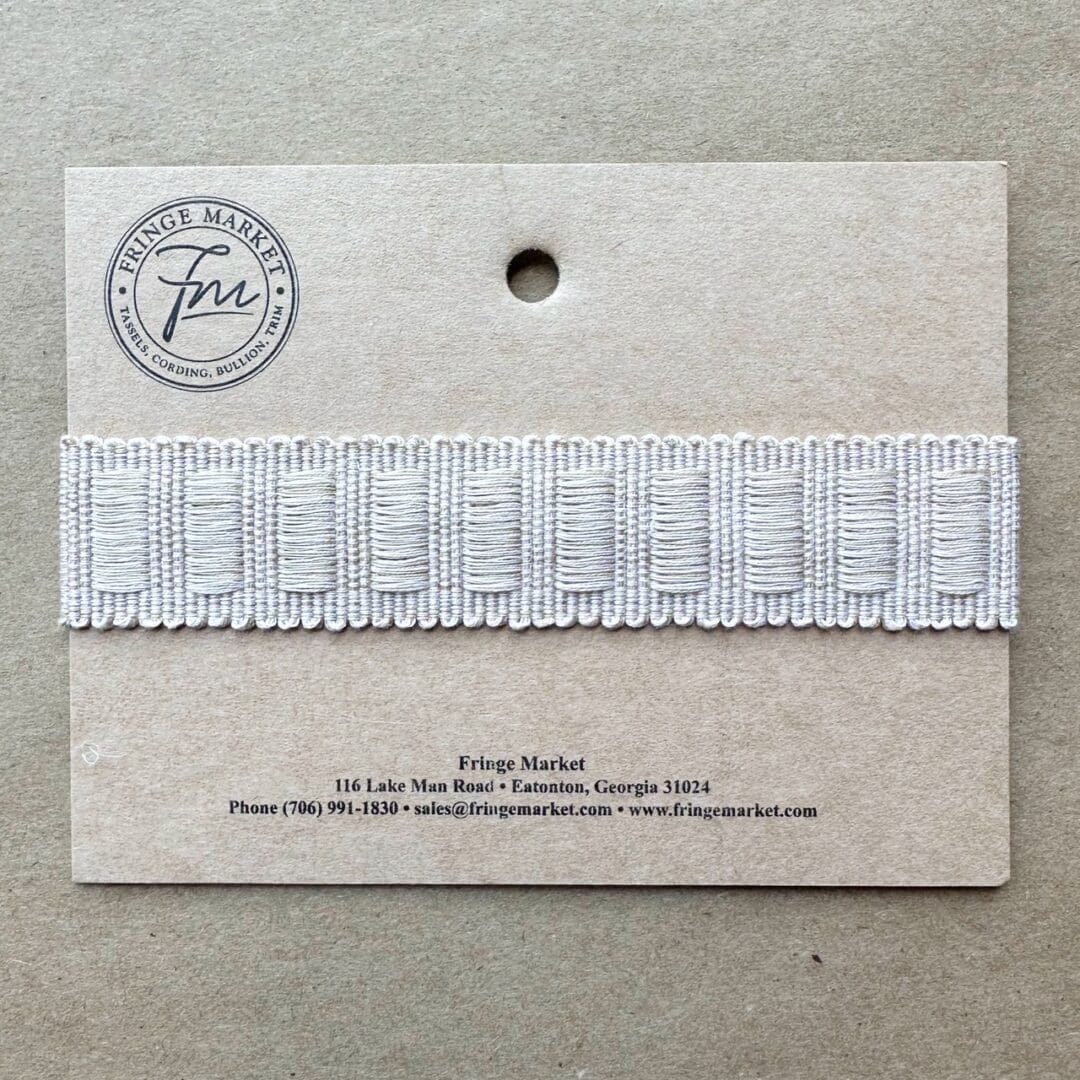 FRINGE MARKET
Fm
TASSELS, CORDING, BULLION, TRIM
Fringe Market
116 Lake Man Road • Eatonton, Georgia 31024
Phone (706) 991-1830 • sales@fringemarket.com • www.fringemarket.com